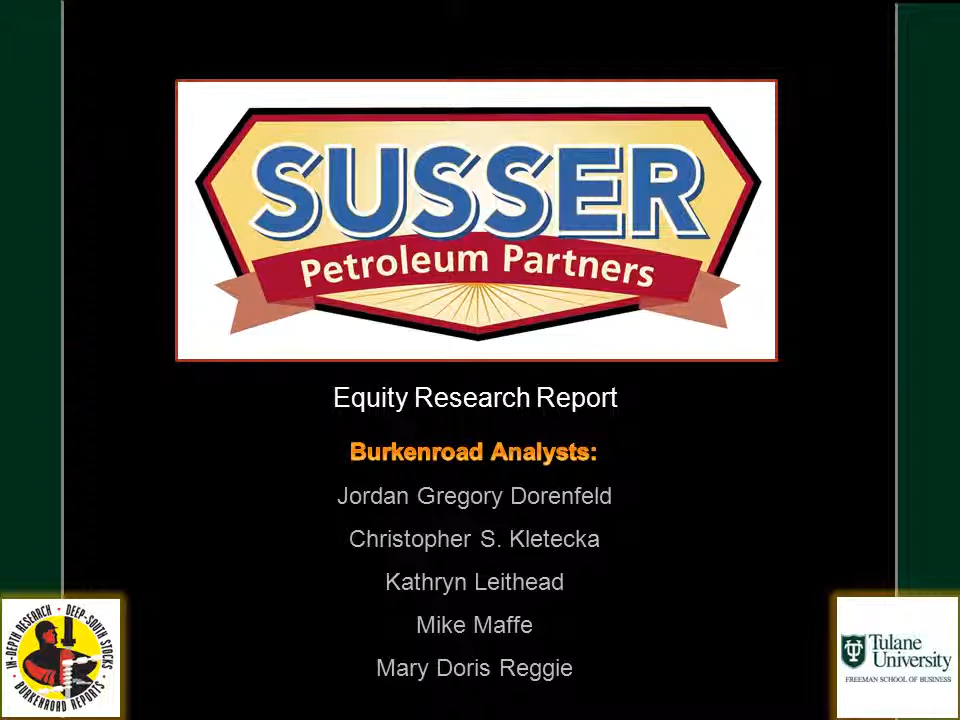 SUSSER
Petroleum Partners
Equity Research Report
Burkenroad Analysts:
Jordan Gregory Dorenfeld
Christopher S. Kletecka
Kathryn Leithead
Mike Maffe
Mary Doris Reggie
IN-DEPTH RESEARCH • DEEP-SOUTH STOCKS
• BURKENROAD REPORTS •
Tulane
University
FREEMAN SCHOOL OF BUSINESS